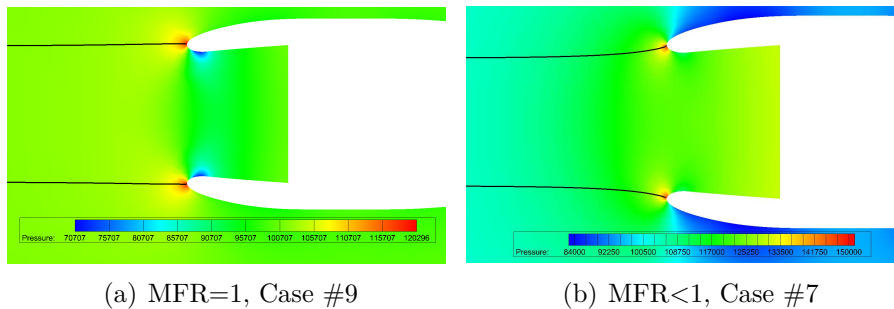 Pressure: 70707 75707 80707 85707 90707 95707 100707 105707 110707 115707 120296
Pressure: 84000 92250 100500 108750 117000 125250 133500 141750 150000
(a) MFR=1, Case #9
(b) MFR<1, Case #7